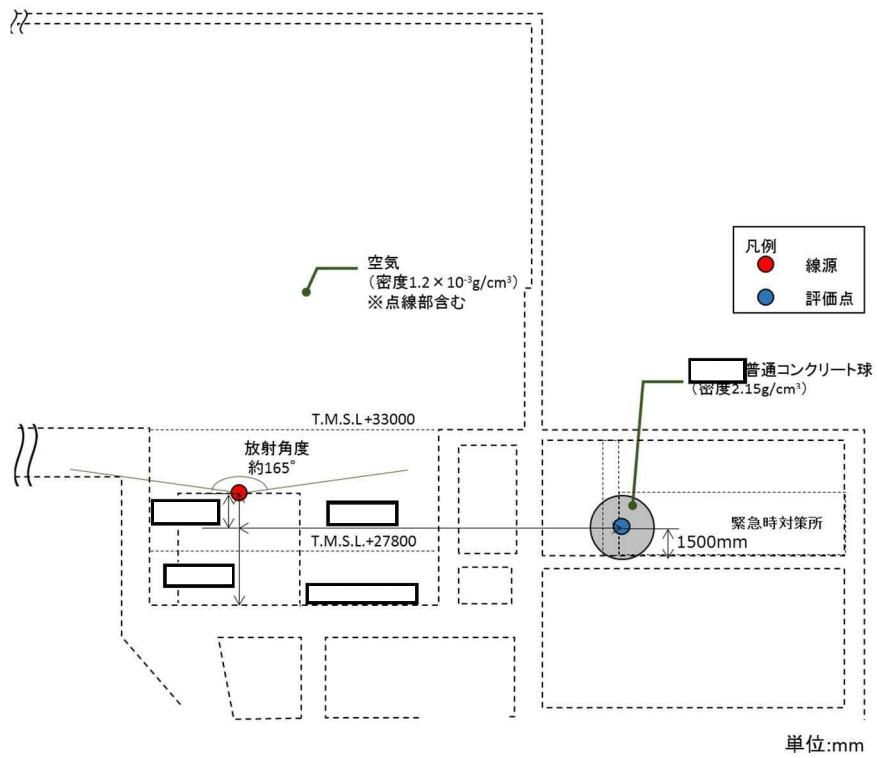 凡例
線源
評価点
空気
（密度1.2×10⁻³g/cm³）
※点線部含む
普通コンクリート球
（密度2.15g/cm³）
T.M.S.L+33000
放射角度
約165°
T.M.S.L.+27800
緊急時対策所
1500mm
単位:mm